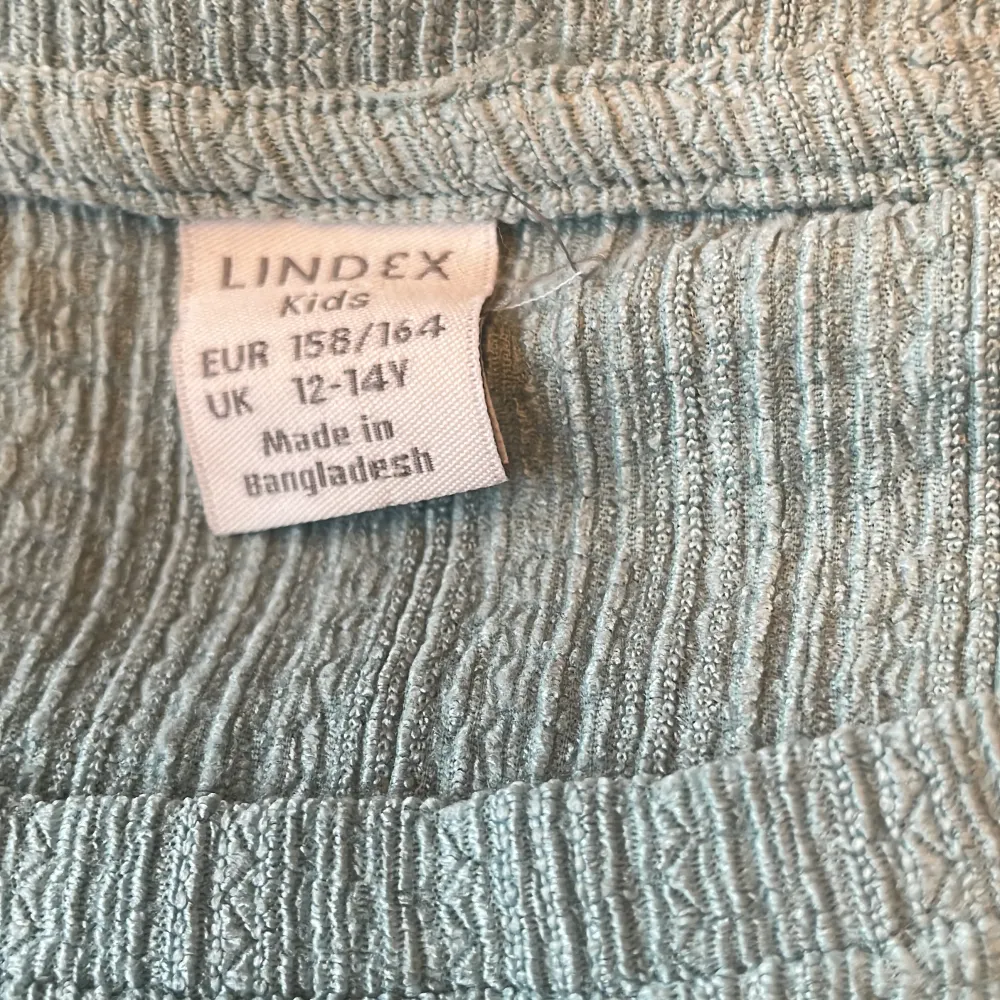 LINDEX
Kids
EUR 158/164
UK 12-14Y
Made in
Bangladesh